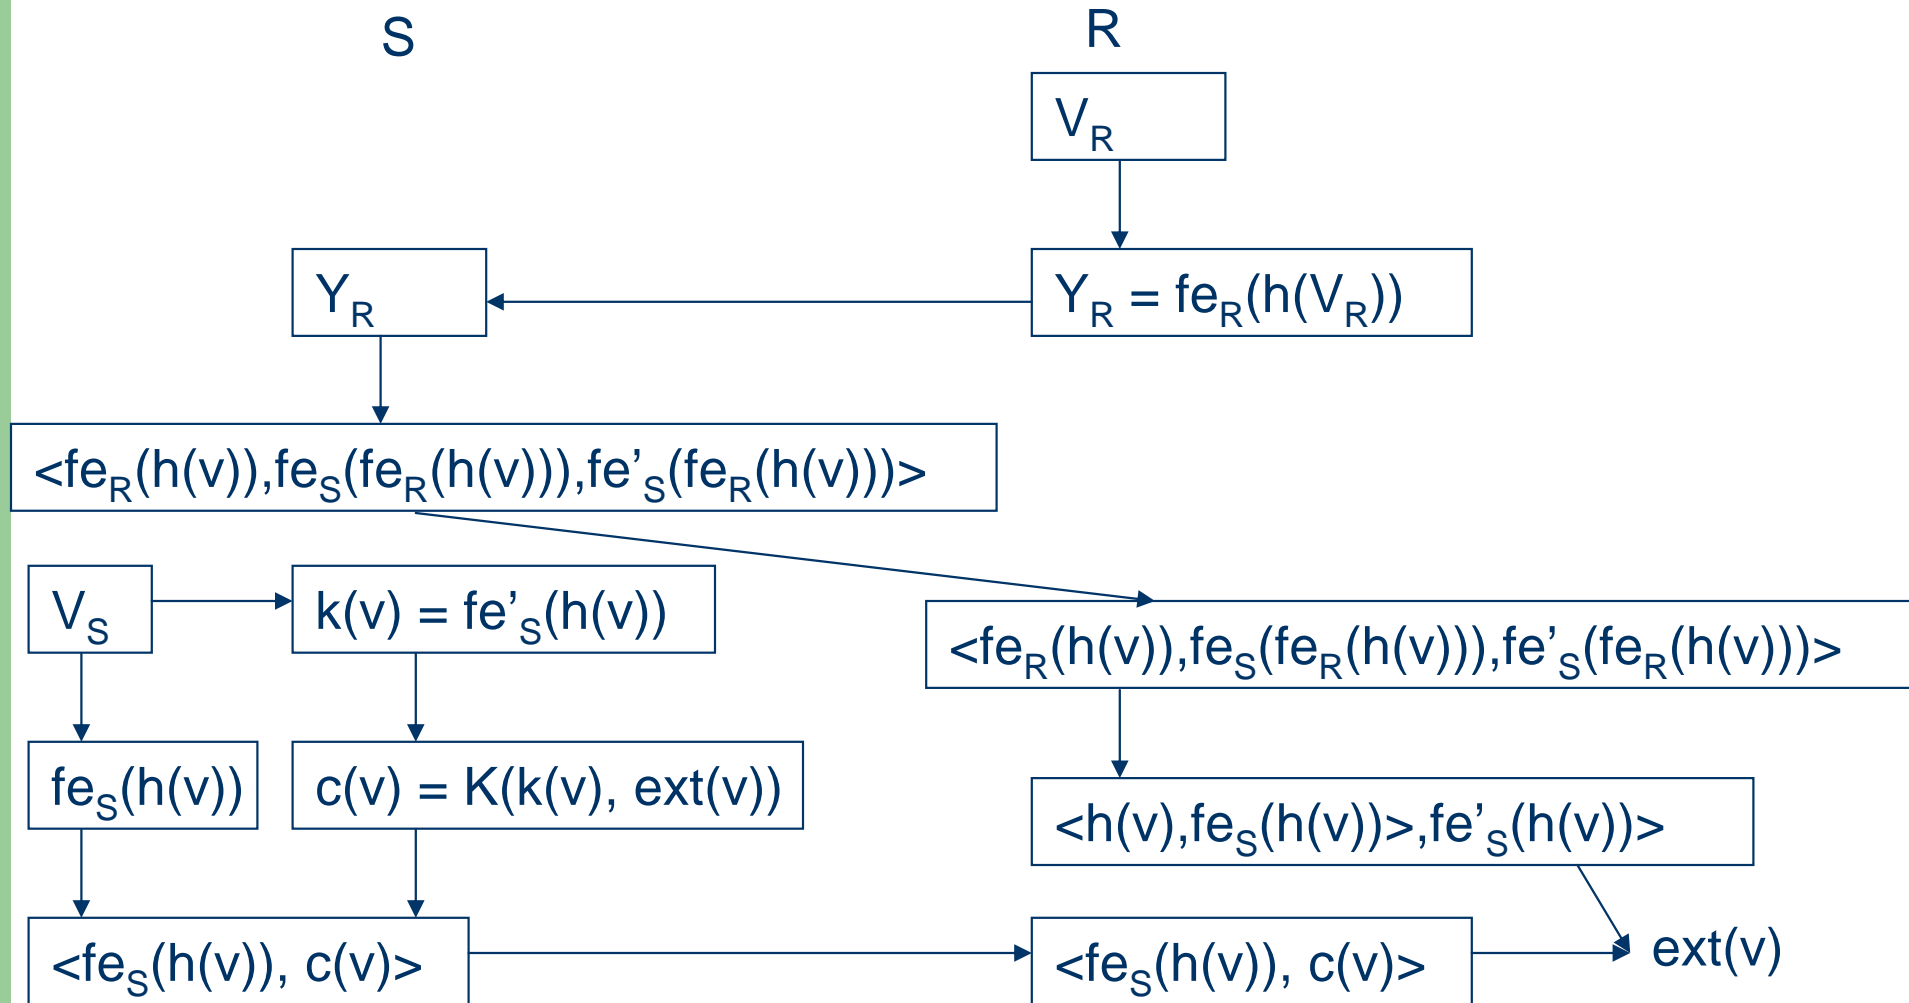 S
R
V_R
Y_R
Y_R = fe_R(h(V_R))
<fe_R(h(v)),fe_S(fe_R(h(v))),fe’_S(fe_R(h(v)))>
V_S
k(v) = fe’_S(h(v))
<fe_R(h(v)),fe_S(fe_R(h(v))),fe’_S(fe_R(h(v)))>
fe_S(h(v))
c(v) = K(k(v), ext(v))
<h(v),fe_S(h(v))>,fe’_S(h(v))>
<fe_S(h(v)), c(v)>
<fe_S(h(v)), c(v)>
ext(v)